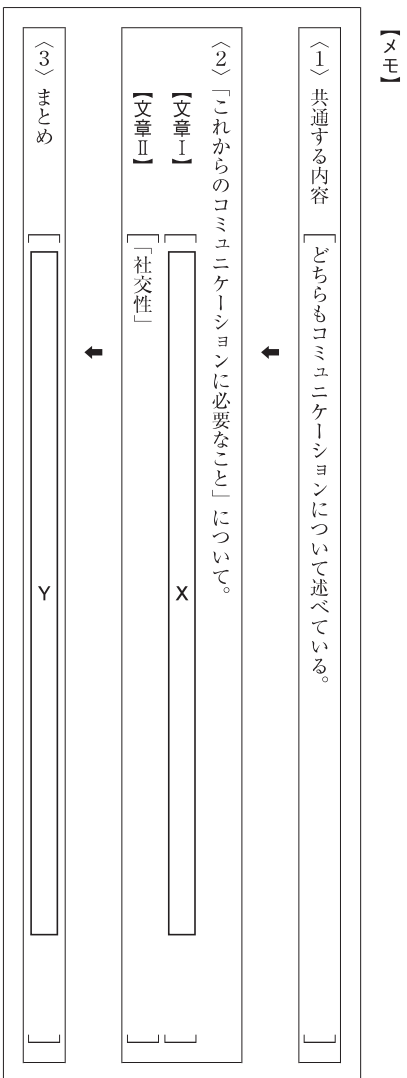 【メモ】
〈1〉共通する内容 [どちらもコミュニケーションについて述べている。]
〈2〉「これからのコミュニケーションに必要なこと」について。
【文章Ⅰ】 [X]
【文章Ⅱ】 [「社交性」]
〈3〉まとめ [Y]